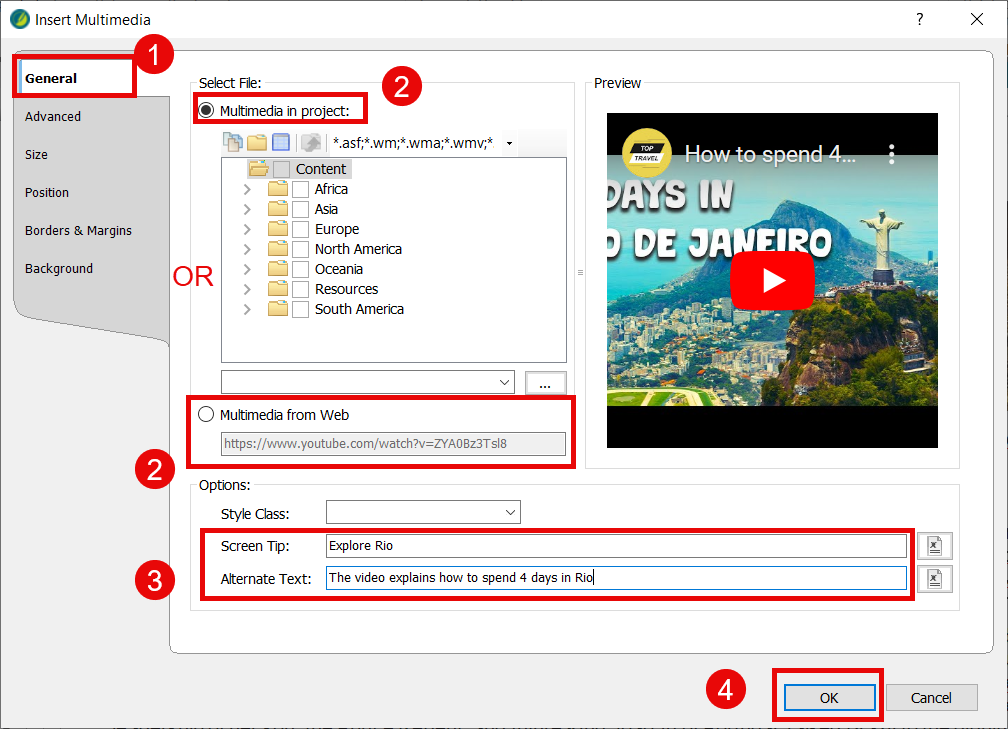 Insert Multimedia
?
1
General
Advanced
Size
Position
Borders & Margins
Background
Select File:
2
Multimedia in project:
*.asf;*.wm;*.wma;*.wmv;*
Content
Africa
Asia
Europe
North America
Oceania
Resources
South America
OR
...
Multimedia from Web
https://www.youtube.com/watch?v=ZYA0Bz3Tsl8
2
Preview
TOP
TRAVEL
How to spend 4...
DAYS IN
O DE JANEIRO
Options:
Style Class:
Screen Tip: Explore Rio
Alternate Text: The video explains how to spend 4 days in Rio
3
4
OK
Cancel